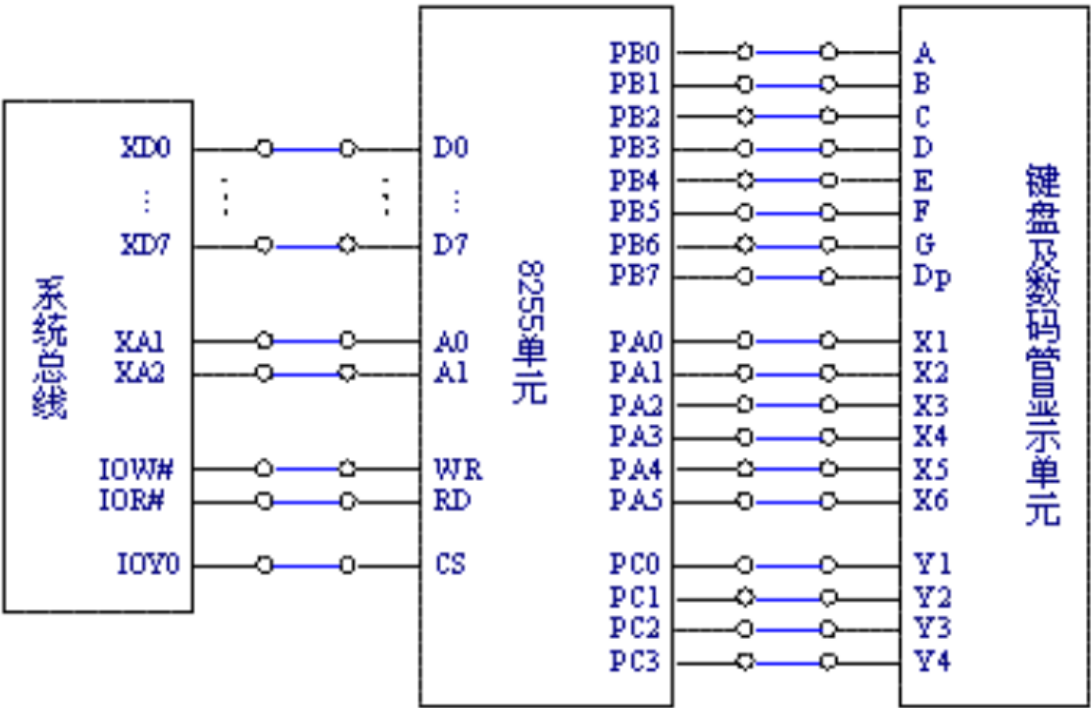 系统总线
XD0
⋮
XD7
XA1
XA2
IOW#
IOR#
IOY0
8255单元
D0
⋮
D7
A0
A1
WR
RD
CS
PB0
PB1
PB2
PB3
PB4
PB5
PB6
PB7
PA0
PA1
PA2
PA3
PA4
PA5
PC0
PC1
PC2
PC3
A
B
C
D
E
F
G
Dp
X1
X2
X3
X4
X5
X6
Y1
Y2
Y3
Y4
键盘及数码管显示单元